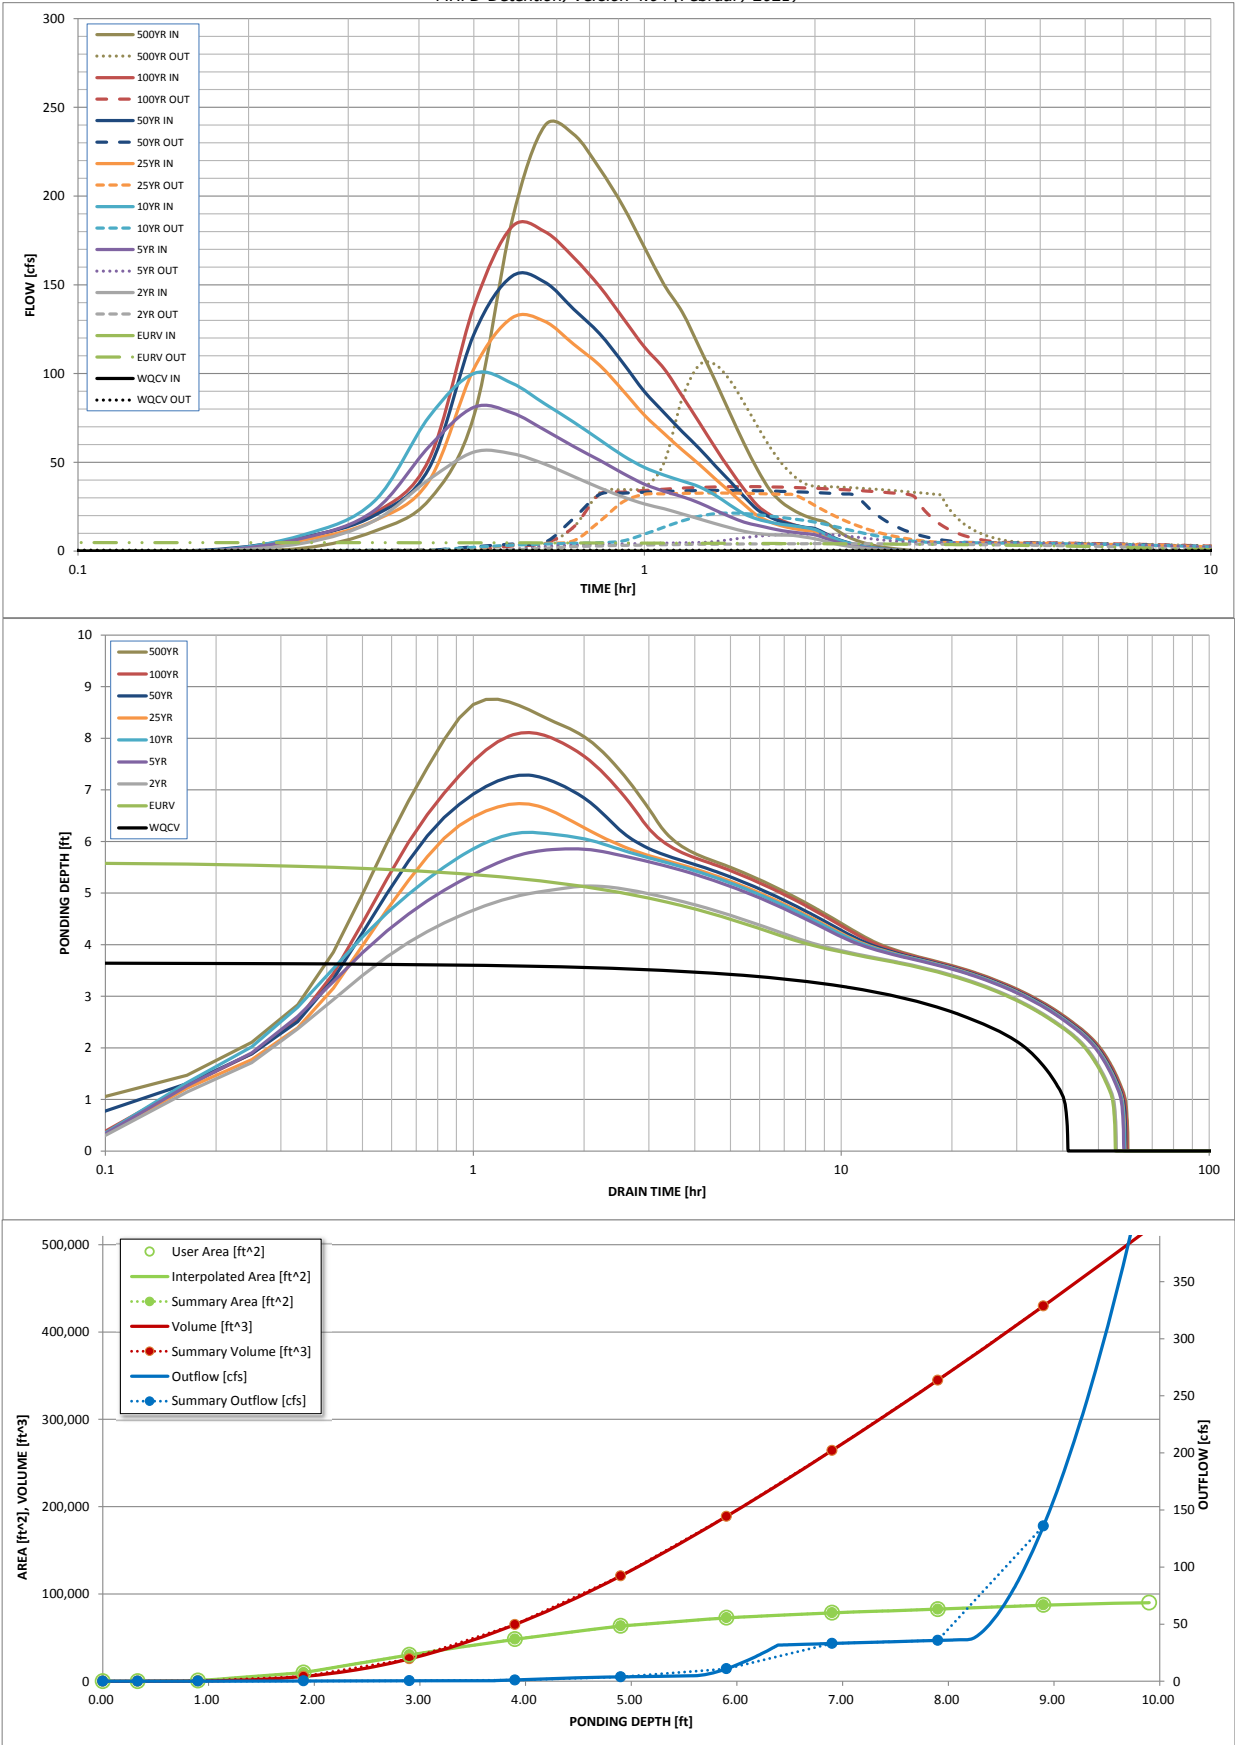 MHFD-Detention, Version 4.04 (February 2021)
300
250
200
150
100
50
0
FLOW [cfs]
500YR IN
500YR OUT
100YR IN
100YR OUT
50YR IN
50YR OUT
25YR IN
25YR OUT
10YR IN
10YR OUT
5YR IN
5YR OUT
2YR IN
2YR OUT
EURV IN
EURV OUT
WQCV IN
WQCV OUT
0.1
1
10
TIME [hr]
10
9
8
7
6
5
4
3
2
1
0
PONDING DEPTH [ft]
500YR
100YR
50YR
25YR
10YR
5YR
2YR
EURV
WQCV
0.1
1
10
100
DRAIN TIME [hr]
500,000
400,000
300,000
200,000
100,000
0
AREA [ft^2], VOLUME [ft^3]
User Area [ft^2]
Interpolated Area [ft^2]
Summary Area [ft^2]
Volume [ft^3]
Summary Volume [ft^3]
Outflow [cfs]
Summary Outflow [cfs]
350
300
250
200
150
100
50
0
OUTFLOW [cfs]
0.00
1.00
2.00
3.00
4.00
5.00
6.00
7.00
8.00
9.00
10.00
PONDING DEPTH [ft]